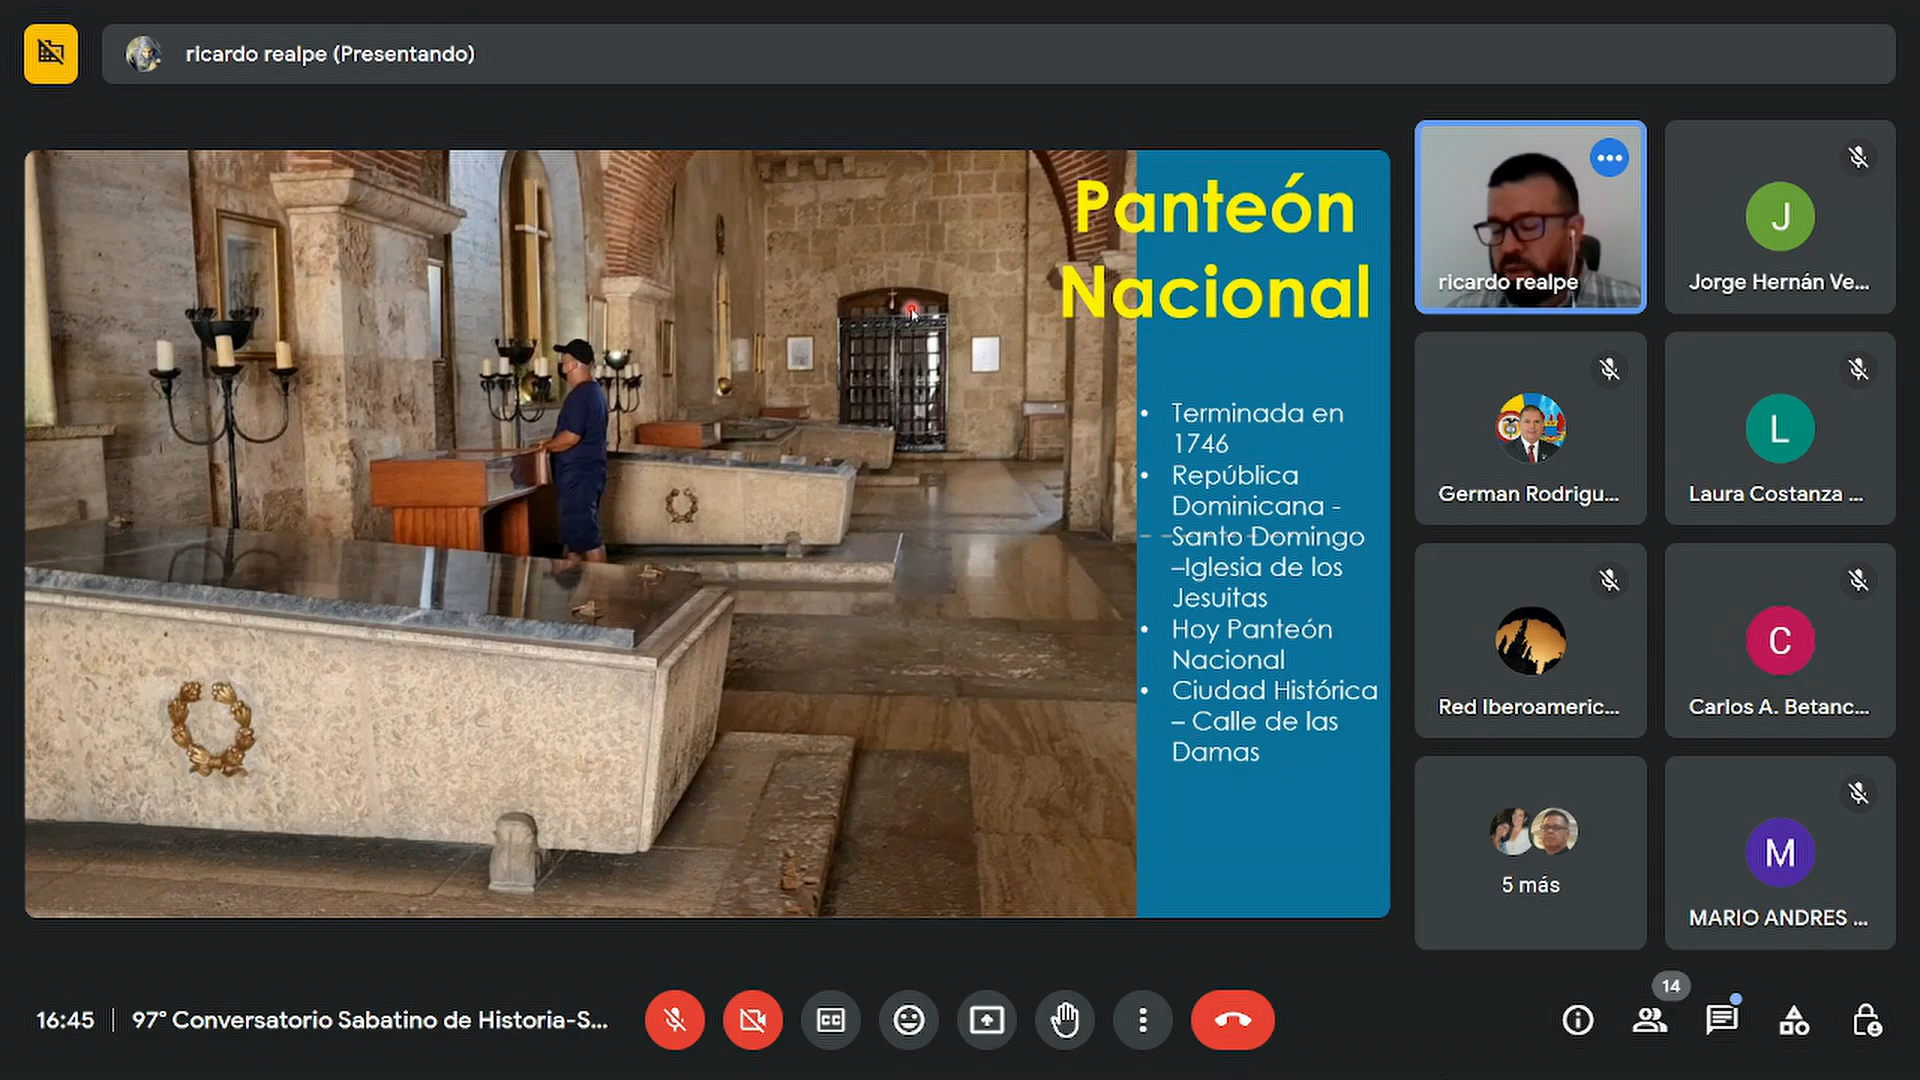 ricardo realpe (Presentando)
Panteón
Nacional
• Terminada en
1746
• República
Dominicana -
Santo Domingo
–Iglesia de los
Jesuitas
• Hoy Panteón
Nacional
• Ciudad Histórica
– Calle de las
Damas
ricardo realpe
J
Jorge Hernán Ve...
German Rodrigu...
L
Laura Costanza ...
Red Iberoameric...
C
Carlos A. Betanc...
5 más
M
MARIO ANDRES ...
16:45
97° Conversatorio Sabatino de Historia-S...
CC
14